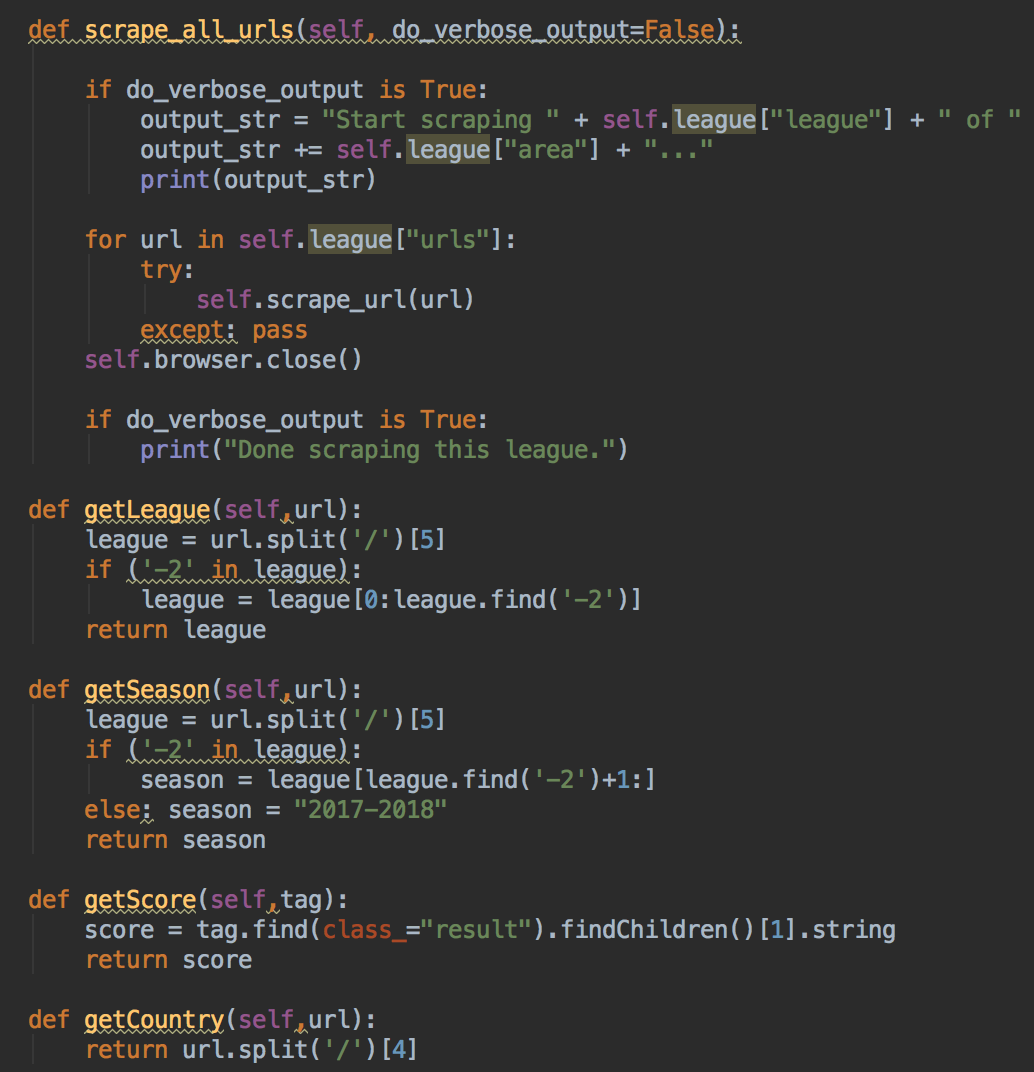 def scrape_all_urls(self, do_verbose_output=False):

    if do_verbose_output is True:
        output_str = "Start scraping " + self.league["league"] + " of "
        output_str += self.league["area"] + "..."
        print(output_str)

    for url in self.league["urls"]:
        try:
            self.scrape_url(url)
        except: pass
    self.browser.close()

    if do_verbose_output is True:
        print("Done scraping this league.")

def getLeague(self,url):
    league = url.split('/')[5]
    if ('-2' in league):
        league = league[0:league.find('-2')]
    return league

def getSeason(self,url):
    league = url.split('/')[5]
    if ('-2' in league):
        season = league[league.find('-2')+1:]
    else: season = "2017-2018"
    return season

def getScore(self,tag):
    score = tag.find(class_="result").findChildren()[1].string
    return score

def getCountry(self,url):
    return url.split('/')[4]